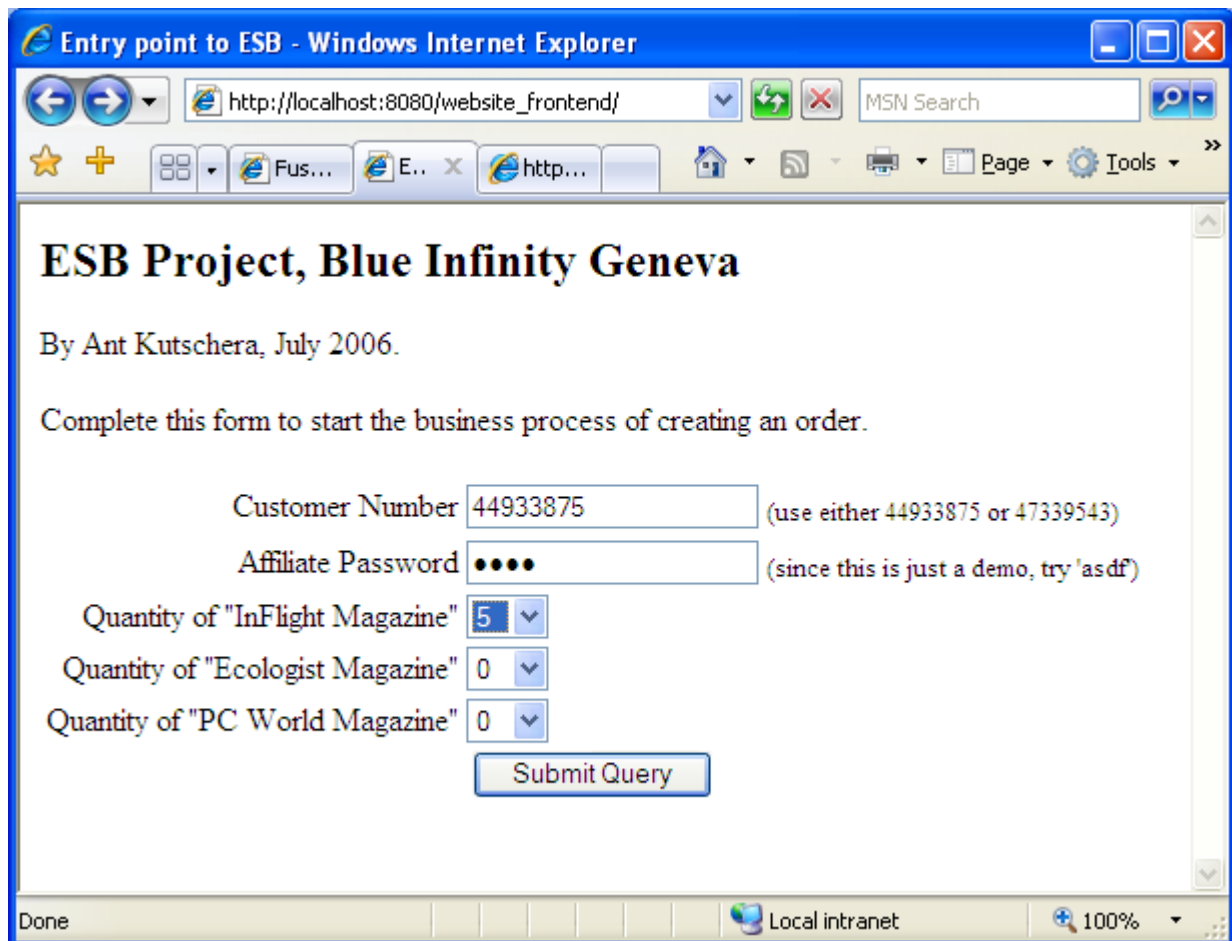 Entry point to ESB - Windows Internet Explorer
http://localhost:8080/website_frontend/ MSN Search
Fus... E.. http... Page Tools »
ESB Project, Blue Infinity Geneva
By Ant Kutschera, July 2006.
Complete this form to start the business process of creating an order.
Customer Number 44933875 (use either 44933875 or 47339543)
Affiliate Password •••• (since this is just a demo, try 'asdf')
Quantity of "InFlight Magazine" 5
Quantity of "Ecologist Magazine" 0
Quantity of "PC World Magazine" 0
Submit Query
Done Local intranet 100%